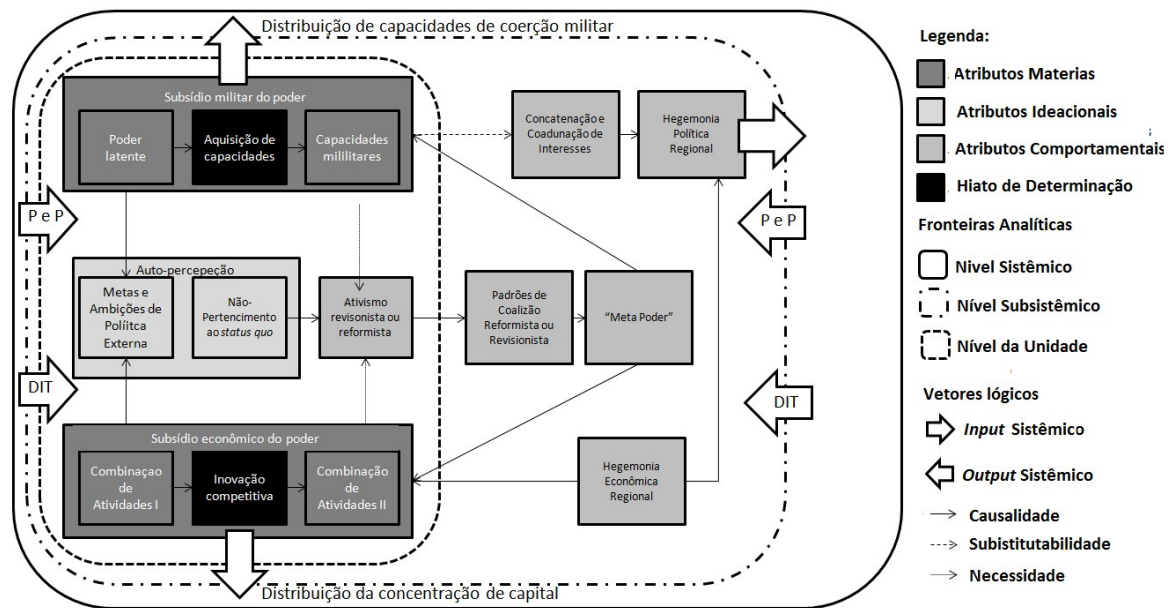 Distribuição de capacidades de coerção militar
Subsídio militar do poder
Poder
latente
Aquisição de
capacidades
Capacidades
mililitares
Concatenação e
Coadunação de
Interesses
Hegemonia
Política
Regional
P e P
P e P
Auto-percepeção
Metas e
Ambições de
Políitca
Externa
Não-
Pertencimento
ao status quo
Ativismo
revisonista ou
reformista
Padrões de
Coalizão
Reformista ou
Revisionista
“Meta Poder”
DIT
DIT
Subsídio econômico do poder
Combinaçao
de
Atividades I
Inovação
competitiva
Combinação
de
Atividades II
Hegemonia
Econômica
Regional
Distribuição da concentração de capital
Legenda:
Atributos Materias
Atributos Ideacionais
Atributos Comportamentais
Hiato de Determinação
Fronteiras Analíticas
Nivel Sistêmico
Nível Subsistêmico
Nível da Unidade
Vetores lógicos
Input Sistêmico
Output Sistêmico
Causalidade
Subistitutabilidade
Necessidade